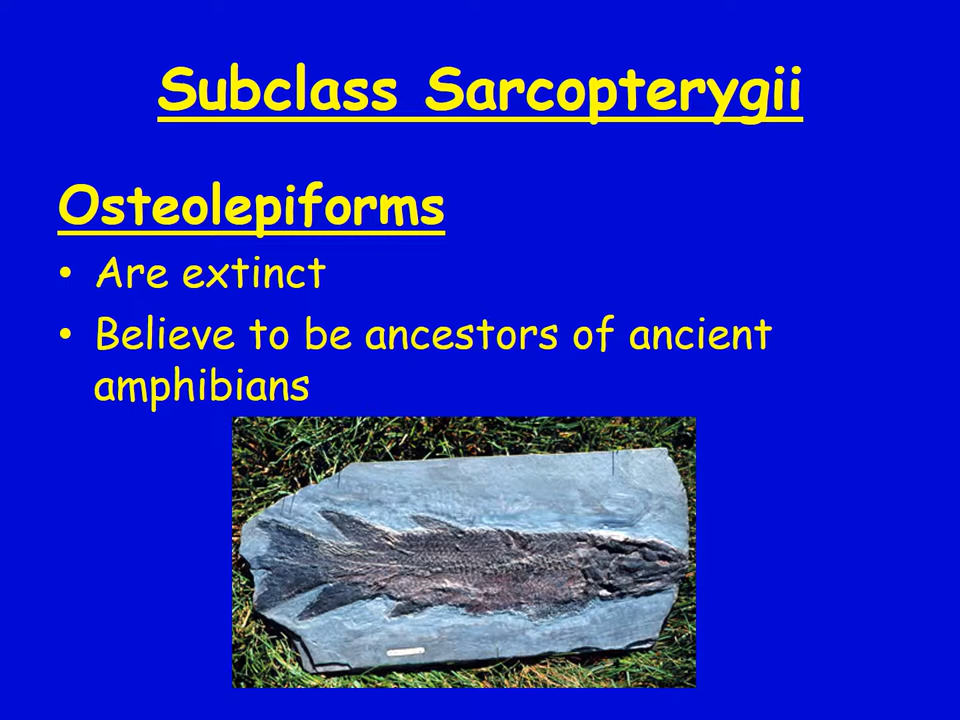 Subclass Sarcopterygii
Osteolepiforms
• Are extinct
• Believe to be ancestors of ancient
amphibians